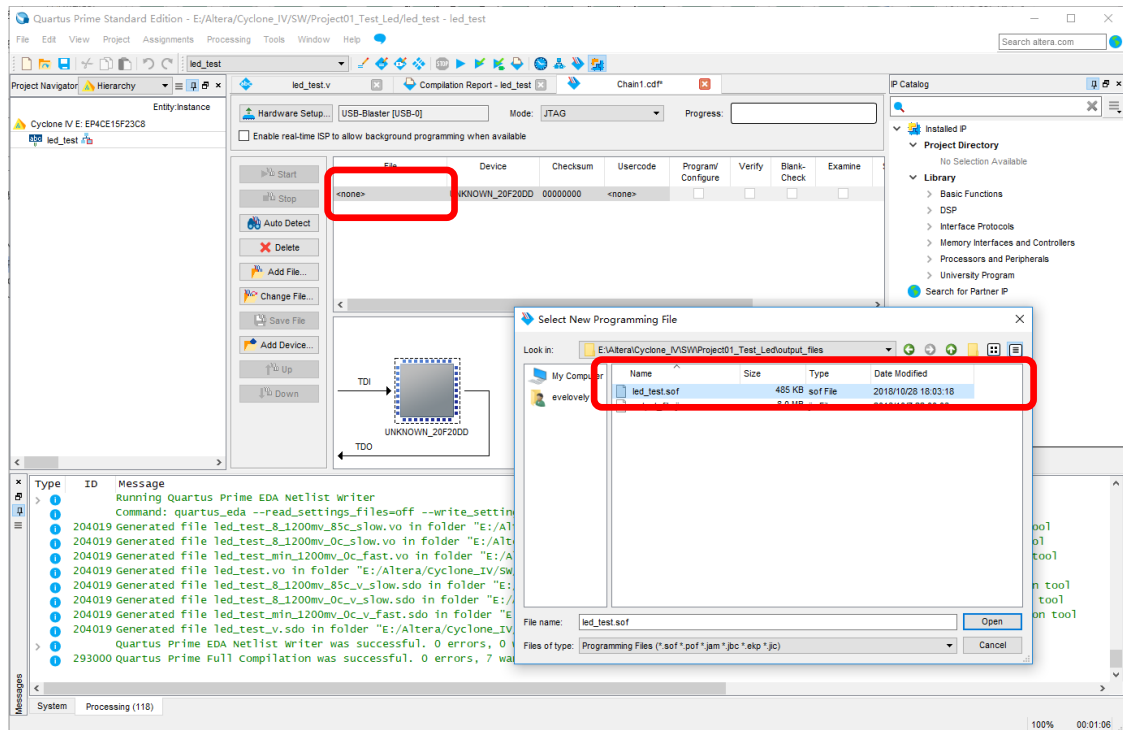 Quartus Prime Standard Edition - E:/Altera/Cyclone_IV/SW/Project01_Test_Led/led_test - led_test
File Edit View Project Assignments Processing Tools Window Help
Search altera.com
led_test
Project Navigator Hierarchy
led_test.v
Compilation Report - led_test
Chain1.cdf*
IP Catalog
Entity:Instance
Cyclone IV E: EP4CE15F23C8
led_test
Hardware Setup... USB-Blaster [USB-0] Mode: JTAG Progress:
Enable real-time ISP to allow background programming when available
Start
Stop
Auto Detect
Delete
Add File...
Change File...
Save File
Add Device...
Up
Down
File Device Checksum Usercode Program/ Configure Verify Blank- Check Examine
<none> UNKNOWN_20F20DD 00000000 <none>
TDI
UNKNOWN_20F20DD
TDO
Installed IP
Project Directory
No Selection Available
Library
Basic Functions
DSP
Interface Protocols
Memory Interfaces and Controllers
Processors and Peripherals
University Program
Search for Partner IP
Select New Programming File
Look in: E:\Altera\Cyclone_IV\SW\Project01_Test_Led\output_files
My Computer
evelovely
Name Size Type Date Modified
led_test.sof 485 KB sof File 2018/10/28 18:03:18
File name: led_test.sof Open
Files of type: Programming Files (*.sof *.pof *.jam *.jbc *.ekp *.jic) Cancel
Type ID Message
Running Quartus Prime EDA Netlist Writer
Command: quartus_eda --read_settings_files=off --write_settin
204019 Generated file led_test_8_1200mv_85c_slow.vo in folder "E:/Al ool
204019 Generated file led_test_8_1200mv_0c_slow.vo in folder "E:/Alt ol
204019 Generated file led_test_min_1200mv_0c_fast.vo in folder "E:/A tool
204019 Generated file led_test.vo in folder "E:/Altera/Cyclone_IV/SW
204019 Generated file led_test_8_1200mv_85c_v_slow.sdo in folder "E: n tool
204019 Generated file led_test_8_1200mv_0c_v_slow.sdo in folder "E:/ tool
204019 Generated file led_test_min_1200mv_0c_v_fast.sdo in folder "E on tool
204019 Generated file led_test_v.sdo in folder "E:/Altera/Cyclone_IV
Quartus Prime EDA Netlist Writer was successful. 0 errors, 0
293000 Quartus Prime Full Compilation was successful. 0 errors, 7 wa
Messages
System Processing (118)
100% 00:01:06